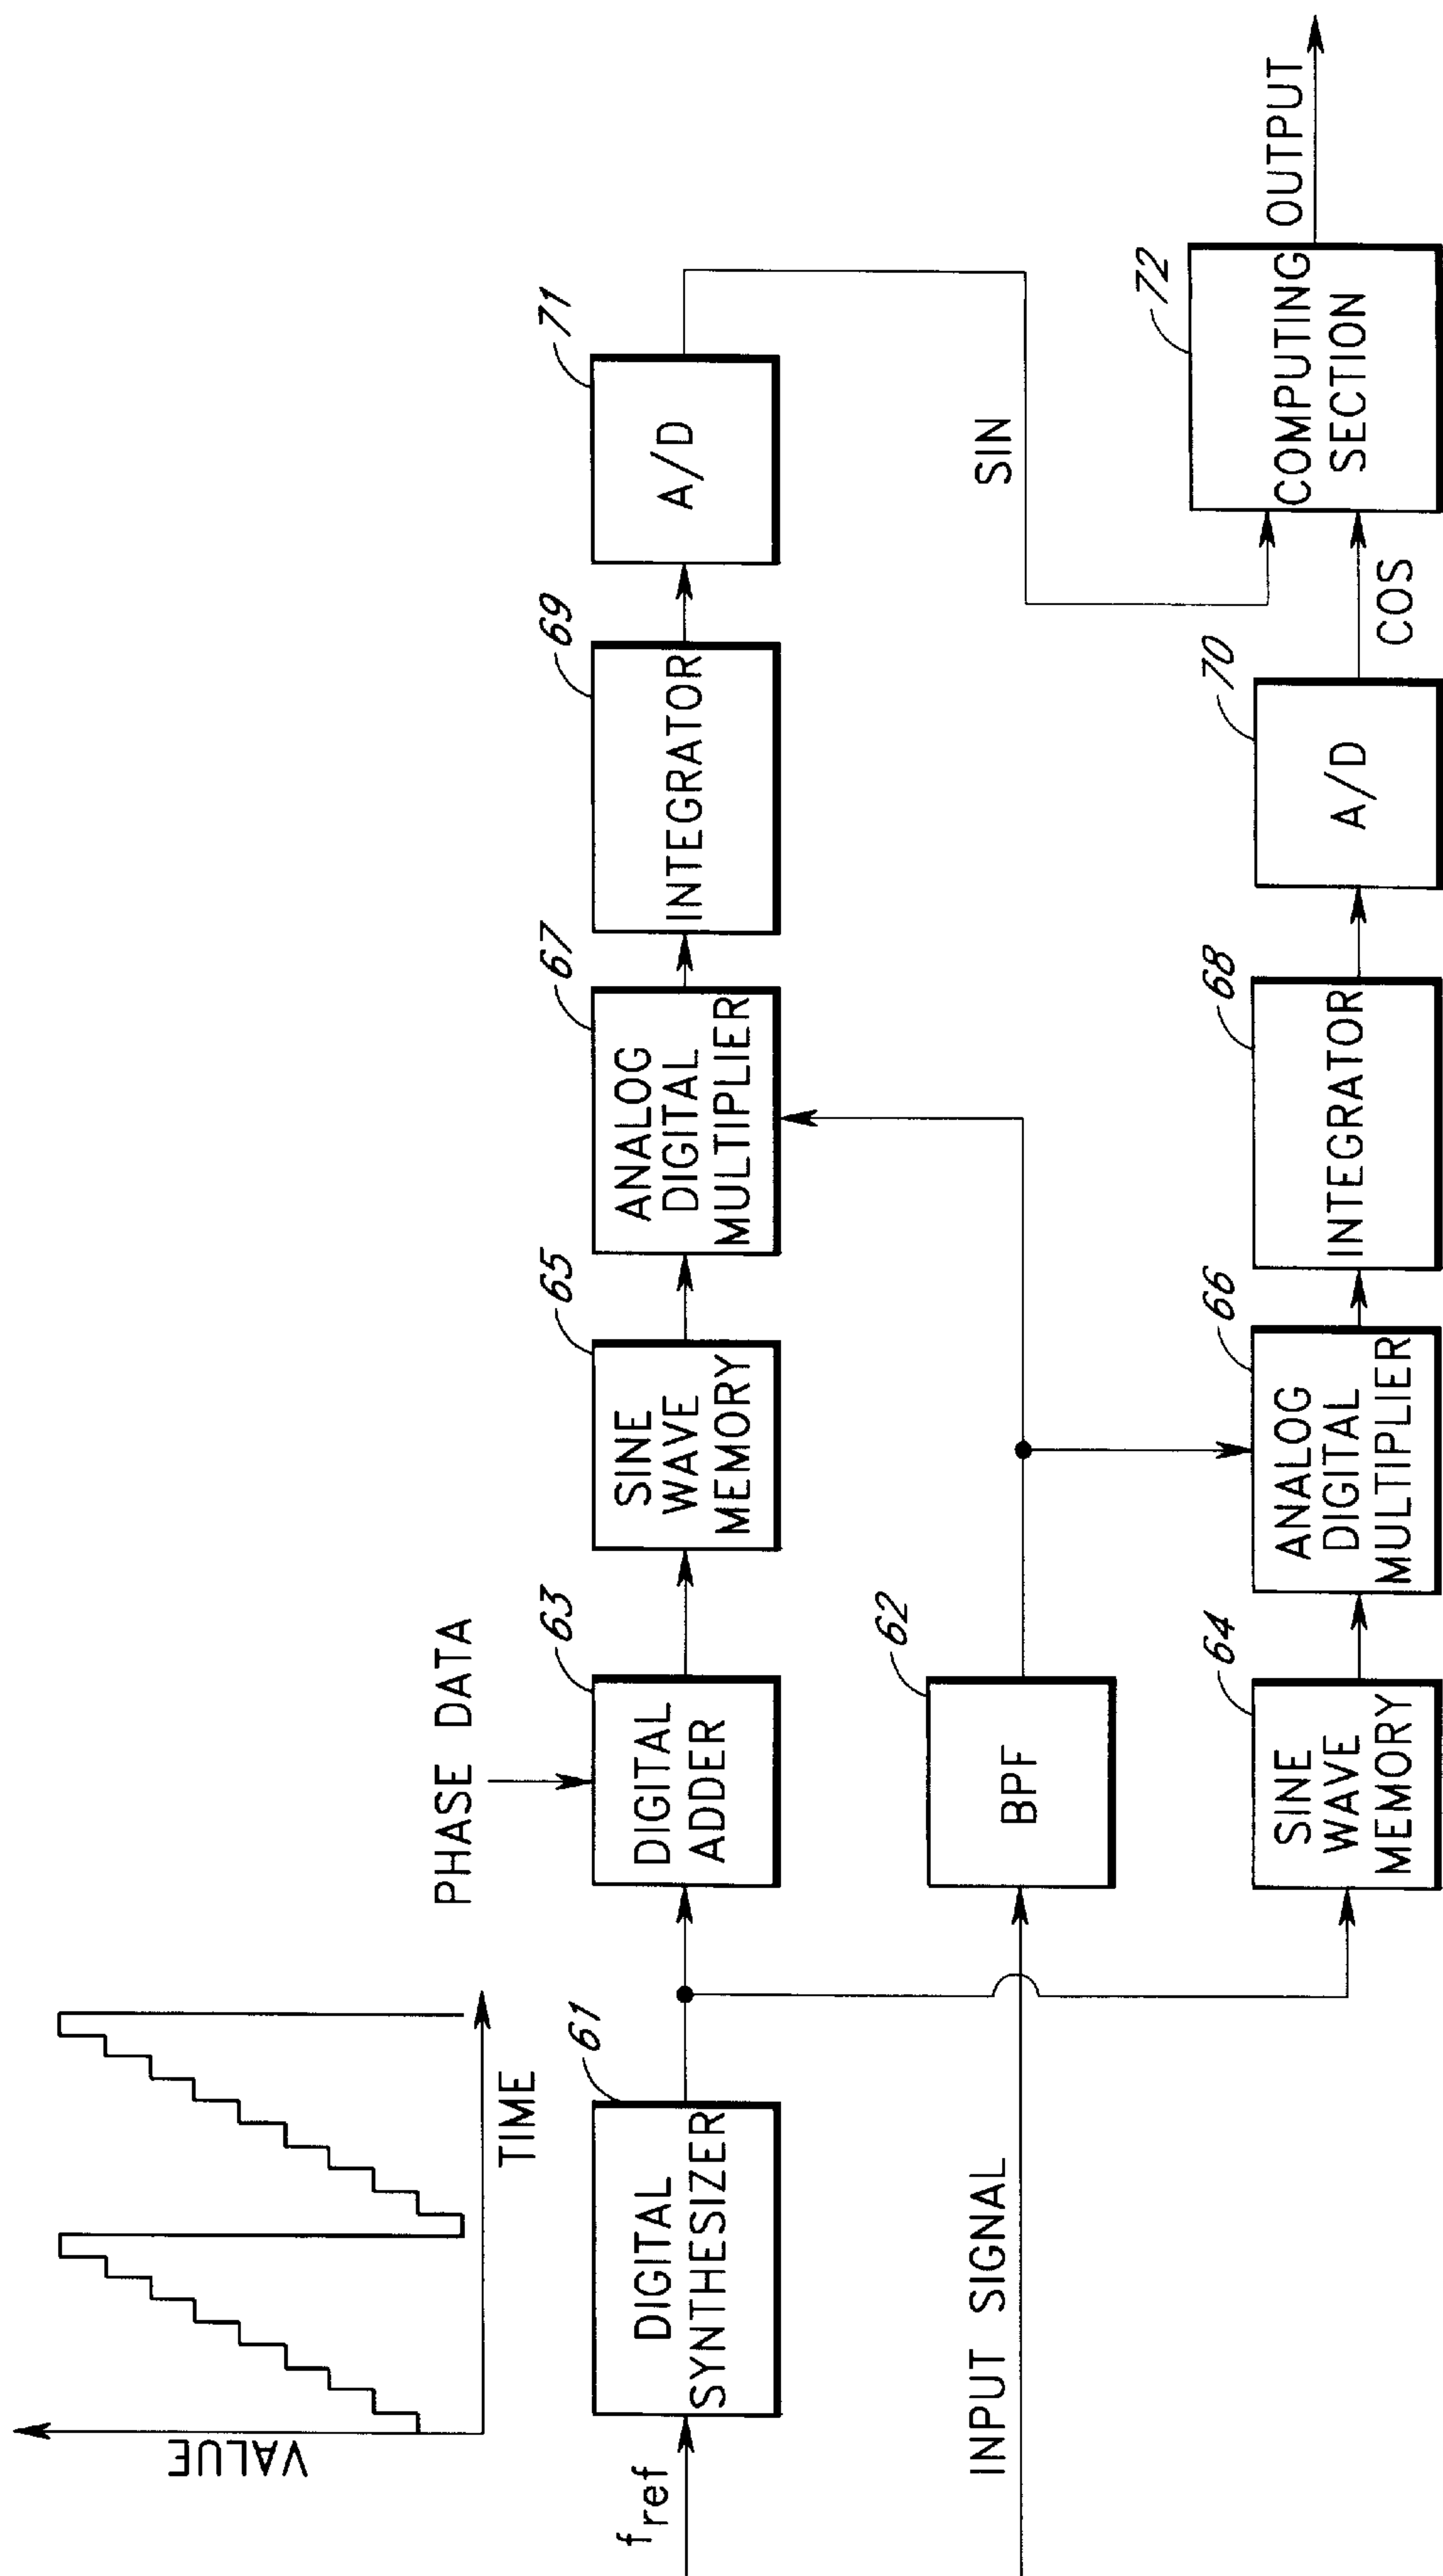 VALUE
TIME
f ref
DIGITAL
SYNTHESIZER
61
PHASE DATA
DIGITAL
ADDER
63
SINE
WAVE
MEMORY
65
ANALOG
DIGITAL
MULTIPLIER
67
INTEGRATOR
69
A/D
71
INPUT SIGNAL
BPF
62
SIN
SINE
WAVE
MEMORY
64
ANALOG
DIGITAL
MULTIPLIER
66
INTEGRATOR
68
A/D
70
COS
COMPUTING
SECTION
72
OUTPUT